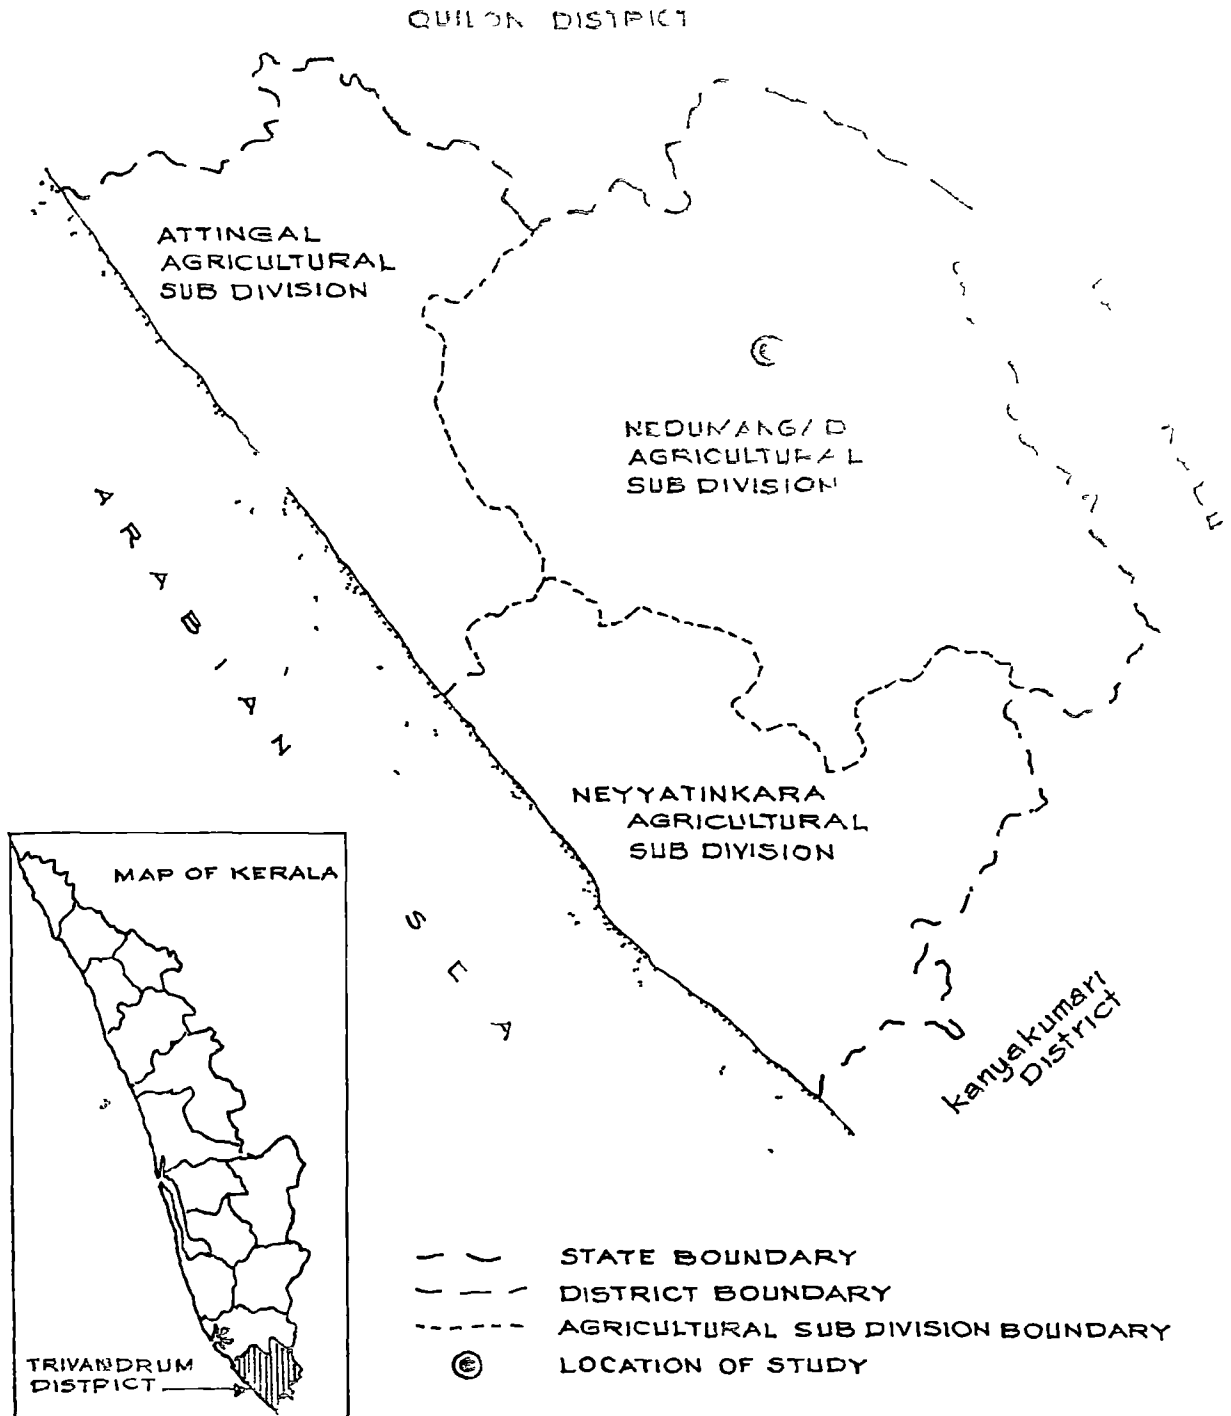 QUILON DISTRICT
ATTINGAL
AGRICULTURAL
SUB DIVISION
NEDUMANGAD
AGRICULTURAL
SUB DIVISION
ARABIAN SEA
NEYYATINKARA
AGRICULTURAL
SUB DIVISION
kanyakumari
District
MAP OF KERALA
TRIVANDRUM
DISTRICT
STATE BOUNDARY
DISTRICT BOUNDARY
AGRICULTURAL SUB DIVISION BOUNDARY
LOCATION OF STUDY